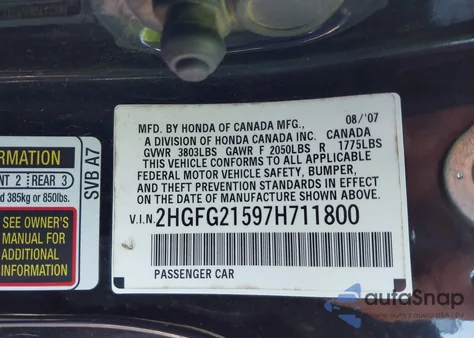 08/'07
MFD. BY HONDA OF CANADA MFG.,
A DIVISION OF HONDA CANADA INC. CANADA
GVWR 3803LBS GAWR F 2050LBS R 1775LBS
THIS VEHICLE CONFORMS TO ALL APPLICABLE
FEDERAL MOTOR VEHICLE SAFETY, BUMPER,
AND THEFT PREVENTION STANDARDS IN EFFECT
ON THE DATE OF MANUFACTURE SHOWN ABOVE.
V.I.N. 2HGFG21597H711800
PASSENGER CAR
SVB A7
ORMATION
NT 2 REAR 3
d 385kg or 850lbs.
SEE OWNER'S
MANUAL FOR
ADDITIONAL
INFORMATION
autaSnap